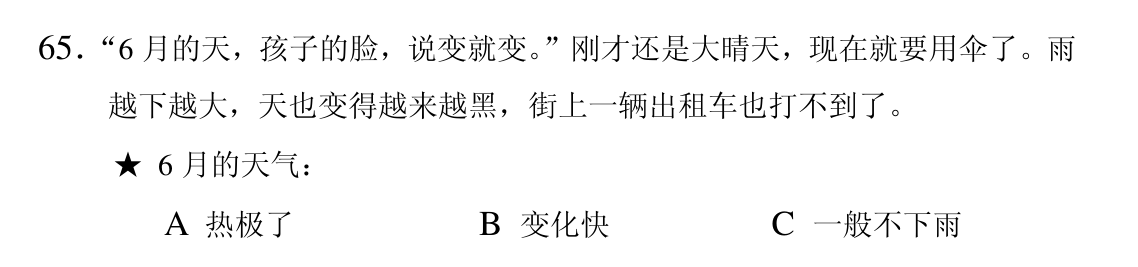 65. “6 月的天，孩子的脸，说变就变。” 刚才还是大晴天，现在就要用伞了。雨
越下越大，天也变得越来越黑，街上一辆出租车也打不到了。
★ 6 月的天气：
A 热极了 B 变化快 C 一般不下雨